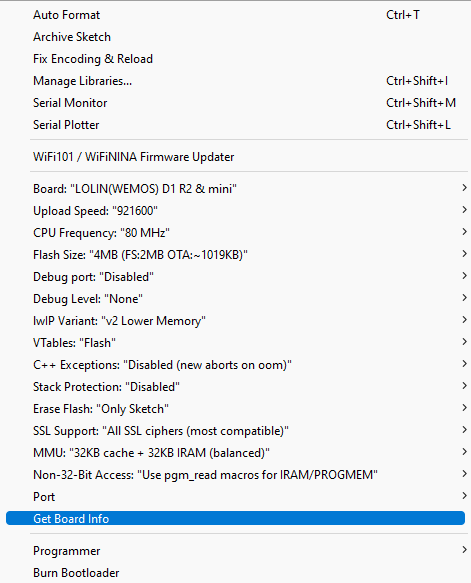 Auto Format Ctrl+T
Archive Sketch
Fix Encoding & Reload
Manage Libraries... Ctrl+Shift+I
Serial Monitor Ctrl+Shift+M
Serial Plotter Ctrl+Shift+L
WiFi101 / WiFiNINA Firmware Updater
Board: "LOLIN(WEMOS) D1 R2 & mini"
Upload Speed: "921600"
CPU Frequency: "80 MHz"
Flash Size: "4MB (FS:2MB OTA:~1019KB)"
Debug port: "Disabled"
Debug Level: "None"
lwIP Variant: "v2 Lower Memory"
VTables: "Flash"
C++ Exceptions: "Disabled (new aborts on oom)"
Stack Protection: "Disabled"
Erase Flash: "Only Sketch"
SSL Support: "All SSL ciphers (most compatible)"
MMU: "32KB cache + 32KB IRAM (balanced)"
Non-32-Bit Access: "Use pgm_read macros for IRAM/PROGMEM"
Port
Get Board Info
Programmer
Burn Bootloader